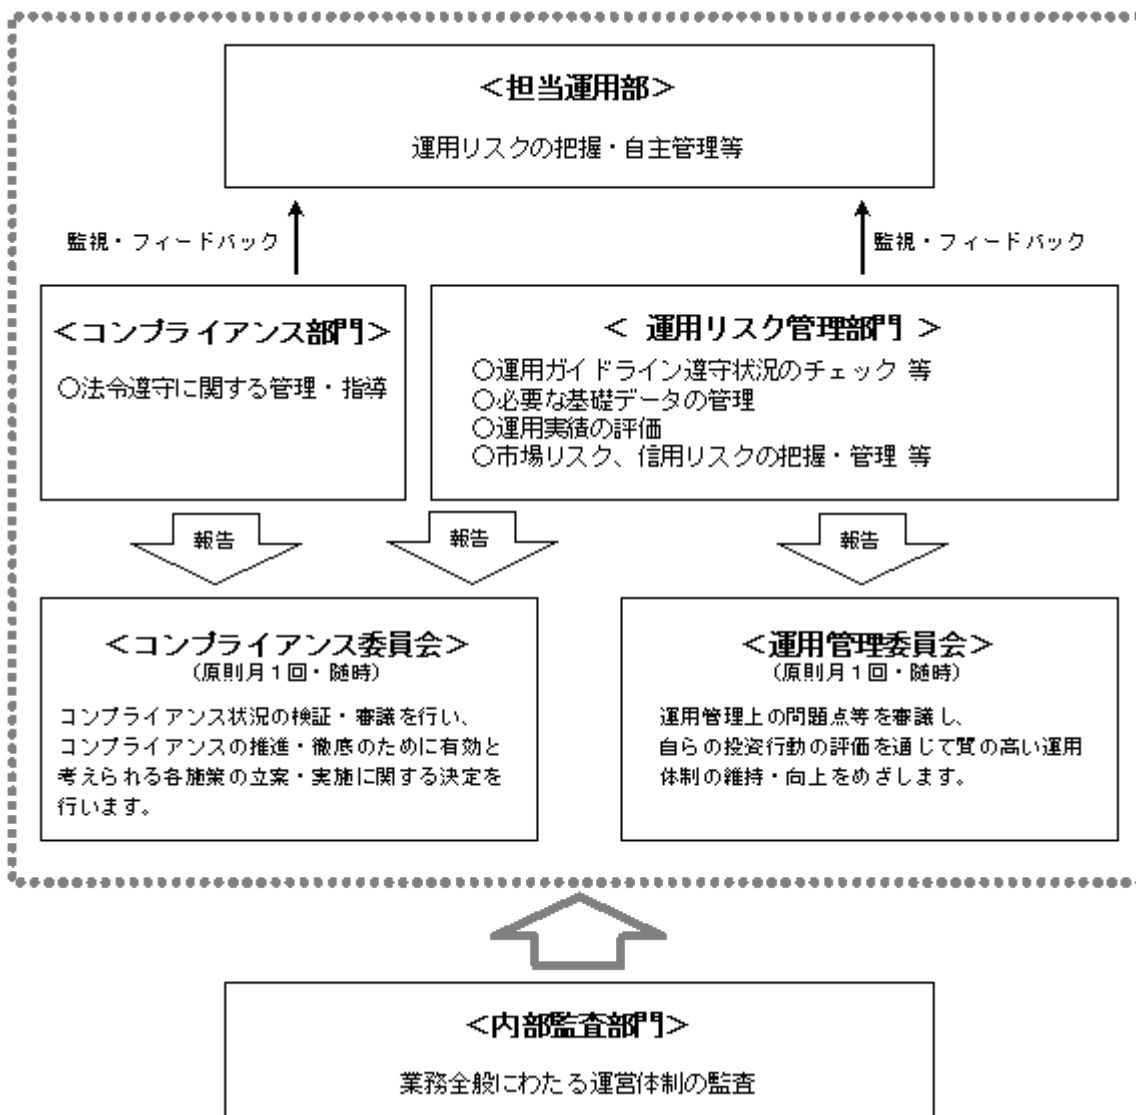 ＜担当運用部＞
運用リスクの把握・自主管理等
監視・フィードバック
監視・フィードバック
＜コンプライアンス部門＞
〇法令遵守に関する管理・指導
＜ 運用リスク管理部門 ＞
〇運用ガイドライン遵守状況のチェック 等
〇必要な基礎データの管理
〇運用実績の評価
〇市場リスク、信用リスクの把握・管理 等
報告
報告
報告
＜コンプライアンス委員会＞
（原則月１回・随時）
コンプライアンス状況の検証・審議を行い、
コンプライアンスの推進・徹底のために有効と
考えられる各施策の立案・実施に関する決定を
行います。
＜運用管理委員会＞
（原則月１回・随時）
運用管理上の問題点等を審議し、
自らの投資行動の評価を通じて質の高い運用
体制の維持・向上をめざします。
＜内部監査部門＞
業務全般にわたる運営体制の監査